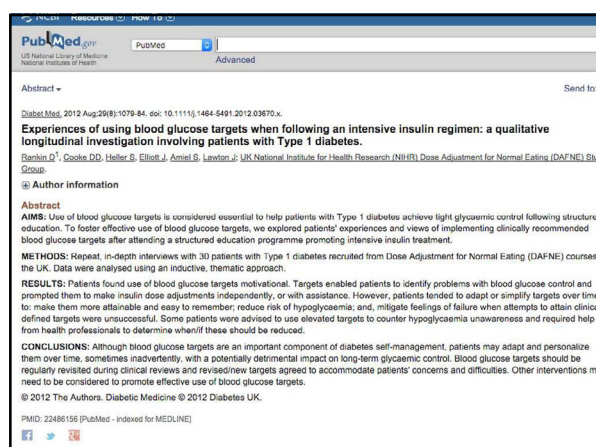 NCBI Resources How To
PubMed.gov
US National Library of Medicine
National Institutes of Health
PubMed
Advanced
Abstract
Send to:
Diabet Med. 2012 Aug;29(8):1079-84. doi: 10.1111/j.1464-5491.2012.03670.x.
Experiences of using blood glucose targets when following an intensive insulin regimen: a qualitative
longitudinal investigation involving patients with Type 1 diabetes.
Rankin D1, Cooke DD, Heller S, Elliott J, Amiel S, Lawton J; UK National Institute for Health Research (NIHR) Dose Adjustment for Normal Eating (DAFNE) Stu
Group.
Author information
Abstract
AIMS: Use of blood glucose targets is considered essential to help patients with Type 1 diabetes achieve tight glycaemic control following structure
education. To foster effective use of blood glucose targets, we explored patients' experiences and views of implementing clinically recommended
blood glucose targets after attending a structured education programme promoting intensive insulin treatment.
METHODS: Repeat, in-depth interviews with 30 patients with Type 1 diabetes recruited from Dose Adjustment for Normal Eating (DAFNE) courses
the UK. Data were analysed using an inductive, thematic approach.
RESULTS: Patients found use of blood glucose targets motivational. Targets enabled patients to identify problems with blood glucose control and
prompted them to make insulin dose adjustments independently, or with assistance. However, patients tended to adapt or simplify targets over time
to: make them more attainable and easy to remember; reduce risk of hypoglycaemia; and, mitigate feelings of failure when attempts to attain clinica
defined targets were unsuccessful. Some patients were advised to use elevated targets to counter hypoglycaemia unawareness and required help
from health professionals to determine when/if these should be reduced.
CONCLUSIONS: Although blood glucose targets are an important component of diabetes self-management, patients may adapt and personalize
them over time, sometimes inadvertently, with a potentially detrimental impact on long-term glycaemic control. Blood glucose targets should be
regularly revisited during clinical reviews and revised/new targets agreed to accommodate patients' concerns and difficulties. Other interventions m
need to be considered to promote effective use of blood glucose targets.
© 2012 The Authors. Diabetic Medicine © 2012 Diabetes UK.
PMID: 22486156 [PubMed - indexed for MEDLINE]